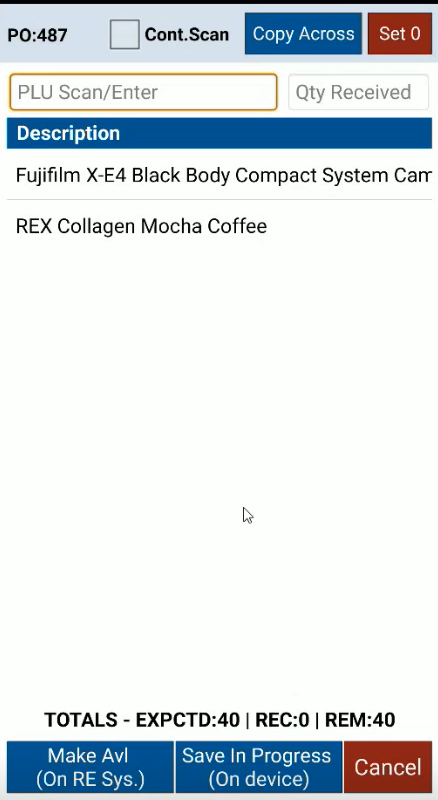 PO:487 Cont.Scan Copy Across Set 0
PLU Scan/Enter Qty Received
Description
Fujifilm X-E4 Black Body Compact System Cam
REX Collagen Mocha Coffee
TOTALS - EXPCTD:40 | REC:0 | REM:40
Make Avl
(On RE Sys.)
Save In Progress
(On device)
Cancel